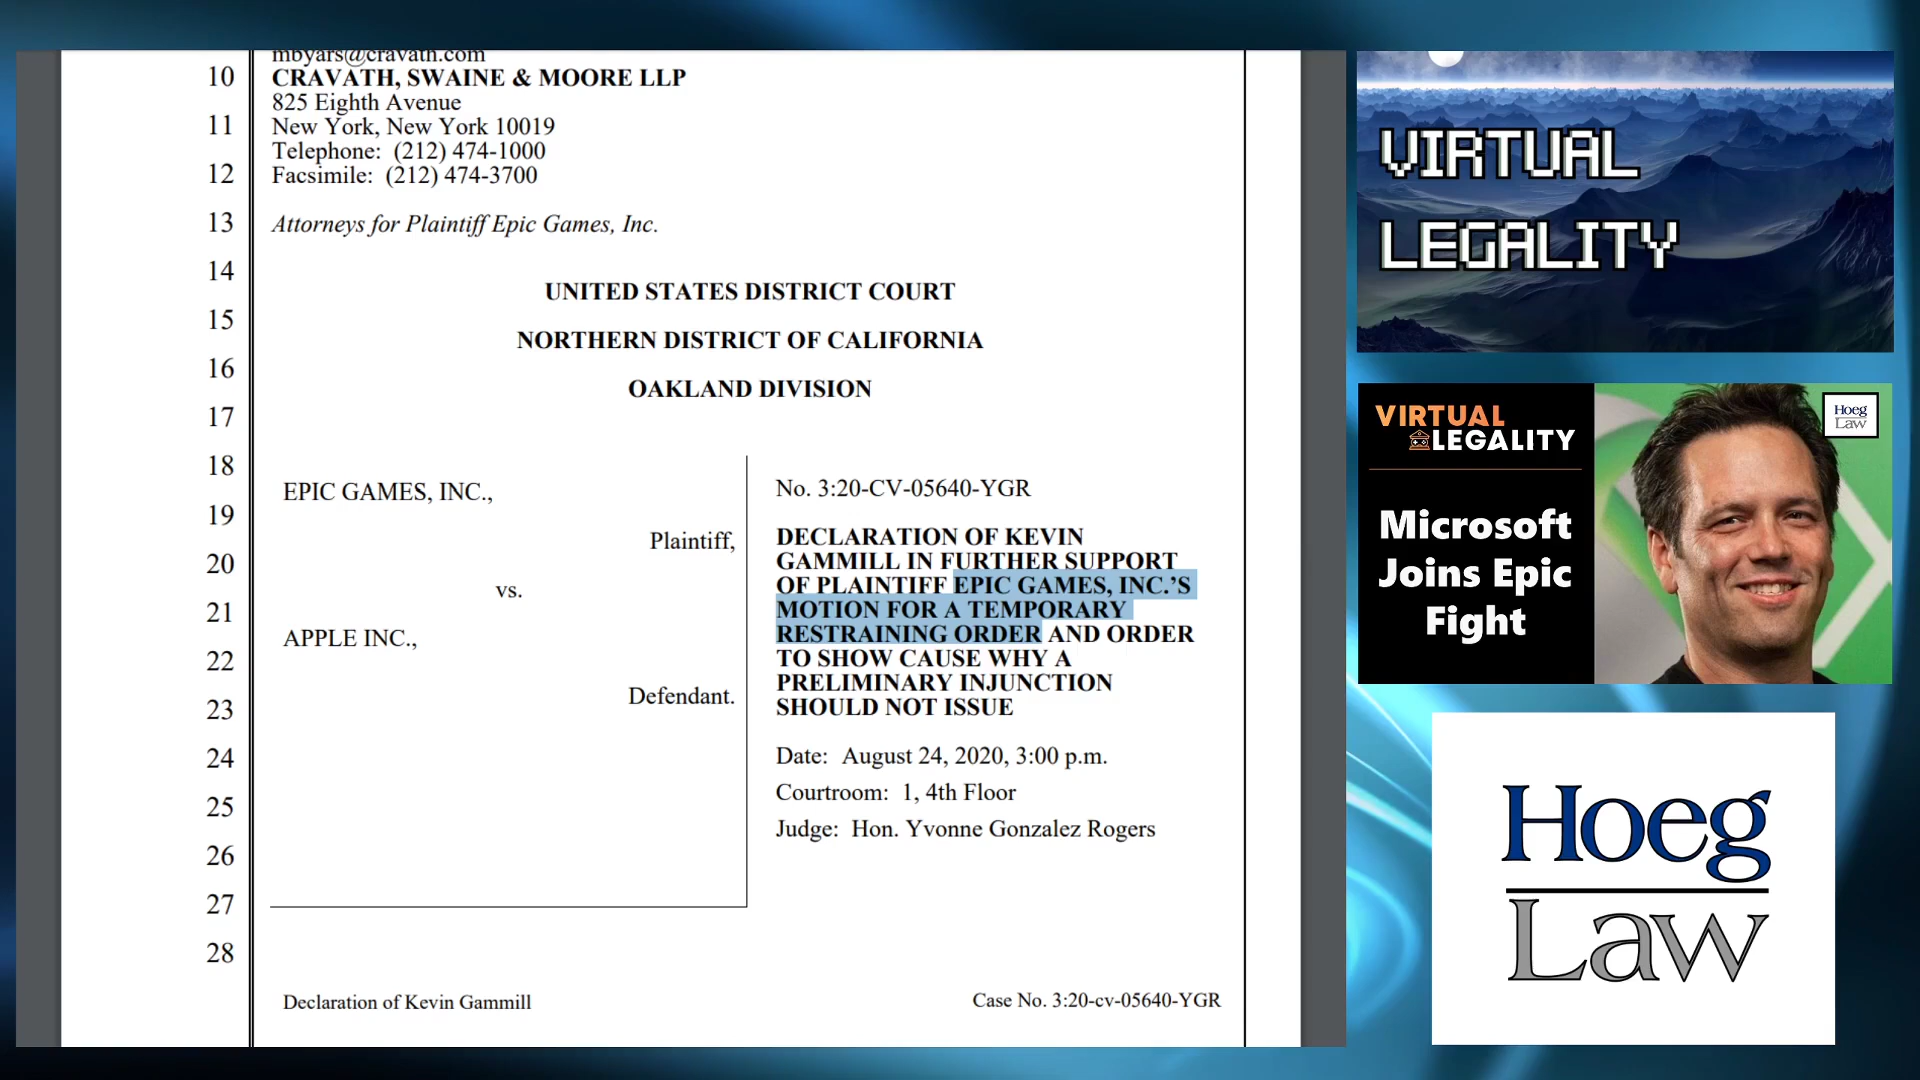 mbyars@cravath.com
10
CRAVATH, SWAINE & MOORE LLP
825 Eighth Avenue
11
New York, New York 10019
Telephone: (212) 474-1000
12
Facsimile: (212) 474-3700
13
Attorneys for Plaintiff Epic Games, Inc.
14
UNITED STATES DISTRICT COURT
15
NORTHERN DISTRICT OF CALIFORNIA
16
OAKLAND DIVISION
17
18
EPIC GAMES, INC.,
19
Plaintiff,
20
vs.
21
APPLE INC.,
22
Defendant.
23
No. 3:20-CV-05640-YGR
DECLARATION OF KEVIN
GAMMILL IN FURTHER SUPPORT
OF PLAINTIFF EPIC GAMES, INC.'S
MOTION FOR A TEMPORARY
RESTRAINING ORDER AND ORDER
TO SHOW CAUSE WHY A
PRELIMINARY INJUNCTION
SHOULD NOT ISSUE
24
Date: August 24, 2020, 3:00 p.m.
25
Courtroom: 1, 4th Floor
Judge: Hon. Yvonne Gonzalez Rogers
26
27
28
Declaration of Kevin Gammill
Case No. 3:20-cv-05640-YGR
VIRTUAL
LEGALITY
VIRTUAL
LEGALITY
Hoeg
Law
Microsoft
Joins Epic
Fight
Hoeg
Law